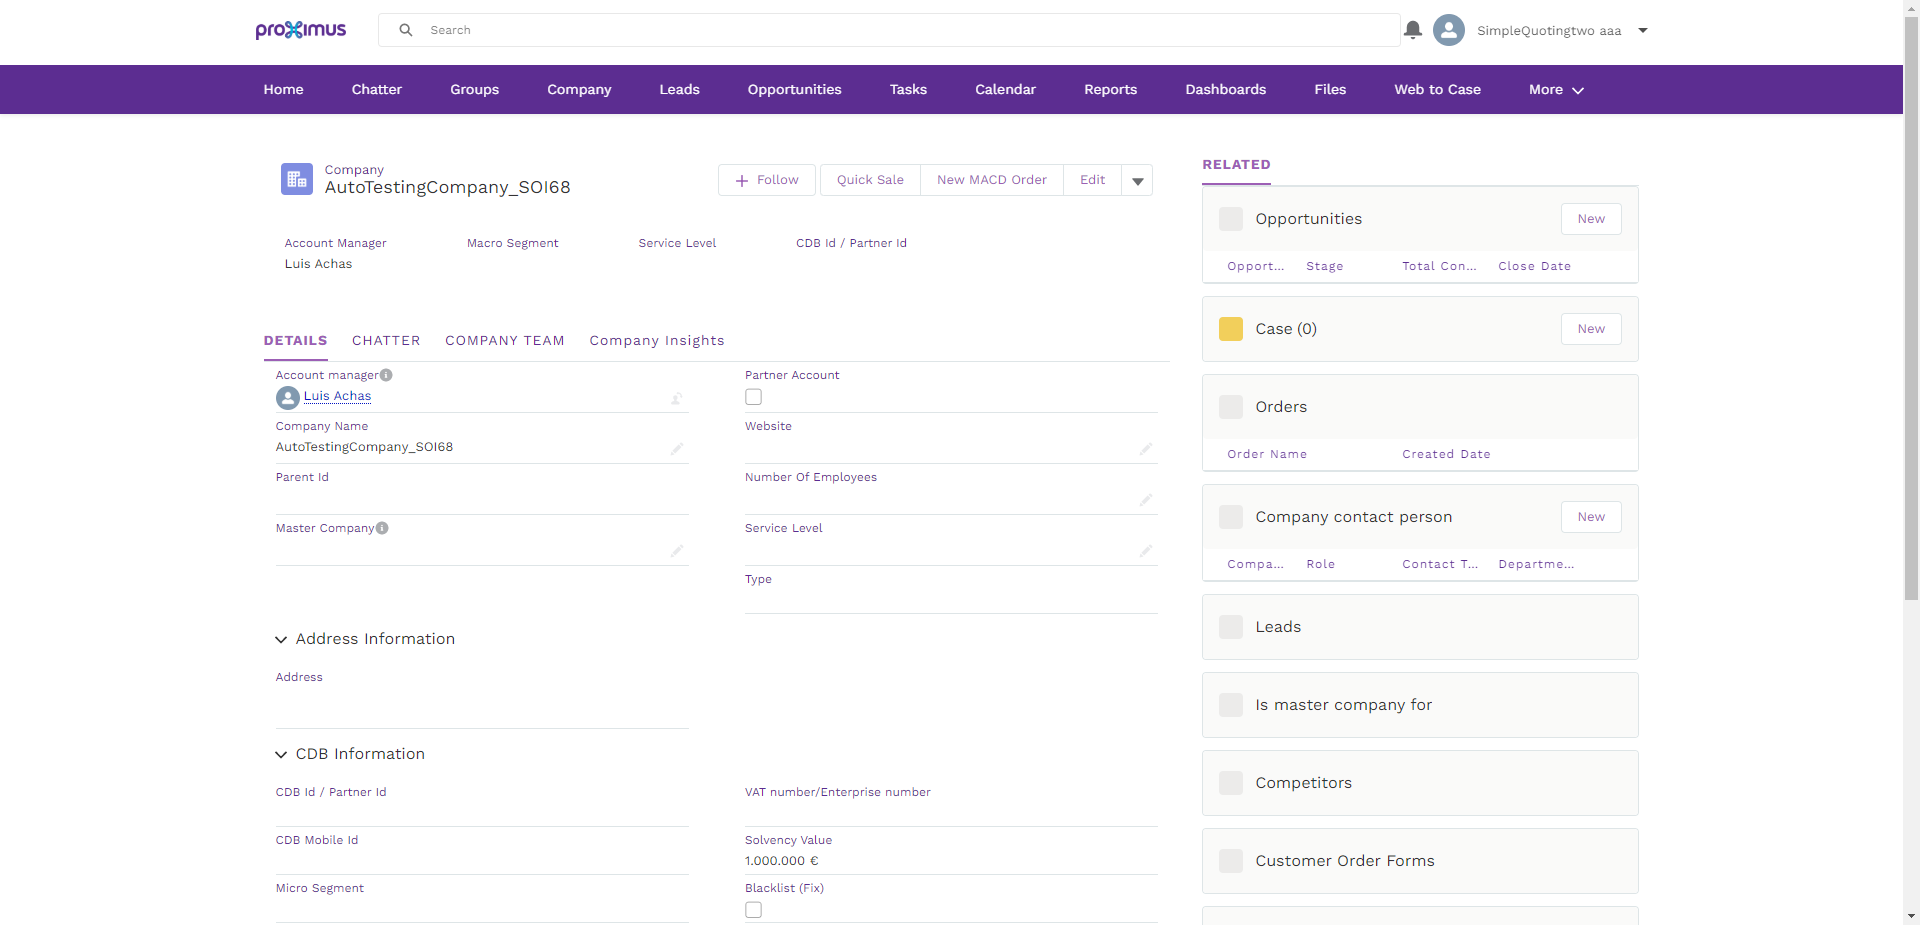 proximus
Search
SimpleQuotingtwo aaa
Home Chatter Groups Company Leads Opportunities Tasks Calendar Reports Dashboards Files Web to Case More
Company
AutoTestingCompany_SOI68
Follow Quick Sale New MACD Order Edit
Account Manager Macro Segment Service Level CDB Id / Partner Id
Luis Achas
DETAILS CHATTER COMPANY TEAM Company Insights
Account manager Partner Account
Luis Achas
Company Name Website
AutoTestingCompany_SOI68
Parent Id Number Of Employees
Master Company Service Level
Type
Address Information
Address
CDB Information
CDB Id / Partner Id VAT number/Enterprise number
CDB Mobile Id Solvency Value
1.000.000 €
Micro Segment Blacklist (Fix)
RELATED
Opportunities New
Opport... Stage Total Con... Close Date
Case (0) New
Orders
Order Name Created Date
Company contact person New
Compa... Role Contact T... Departme...
Leads
Is master company for
Competitors
Customer Order Forms